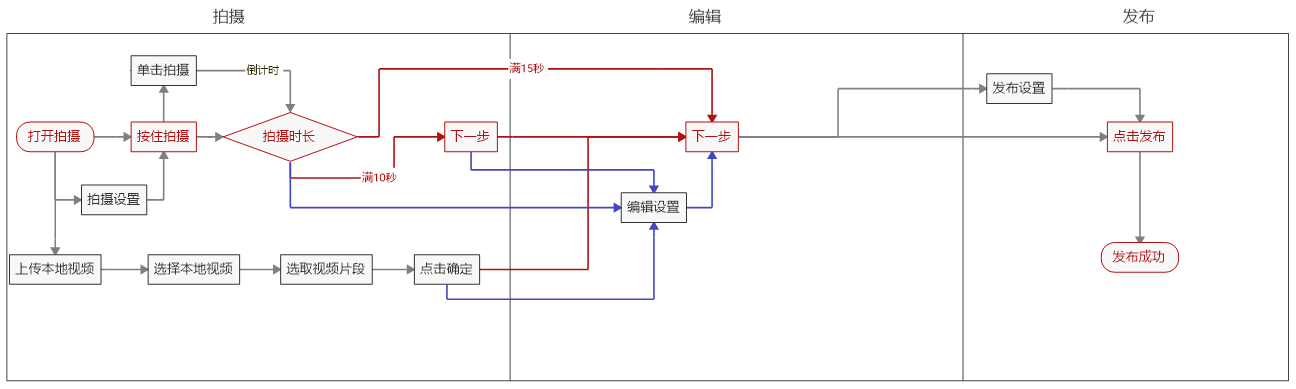 拍摄
编辑
发布
单击拍摄
倒计时
满15秒
发布设置
打开拍摄
按住拍摄
拍摄时长
下一步
下一步
点击发布
满10秒
拍摄设置
编辑设置
上传本地视频
选择本地视频
选取视频片段
点击确定
发布成功